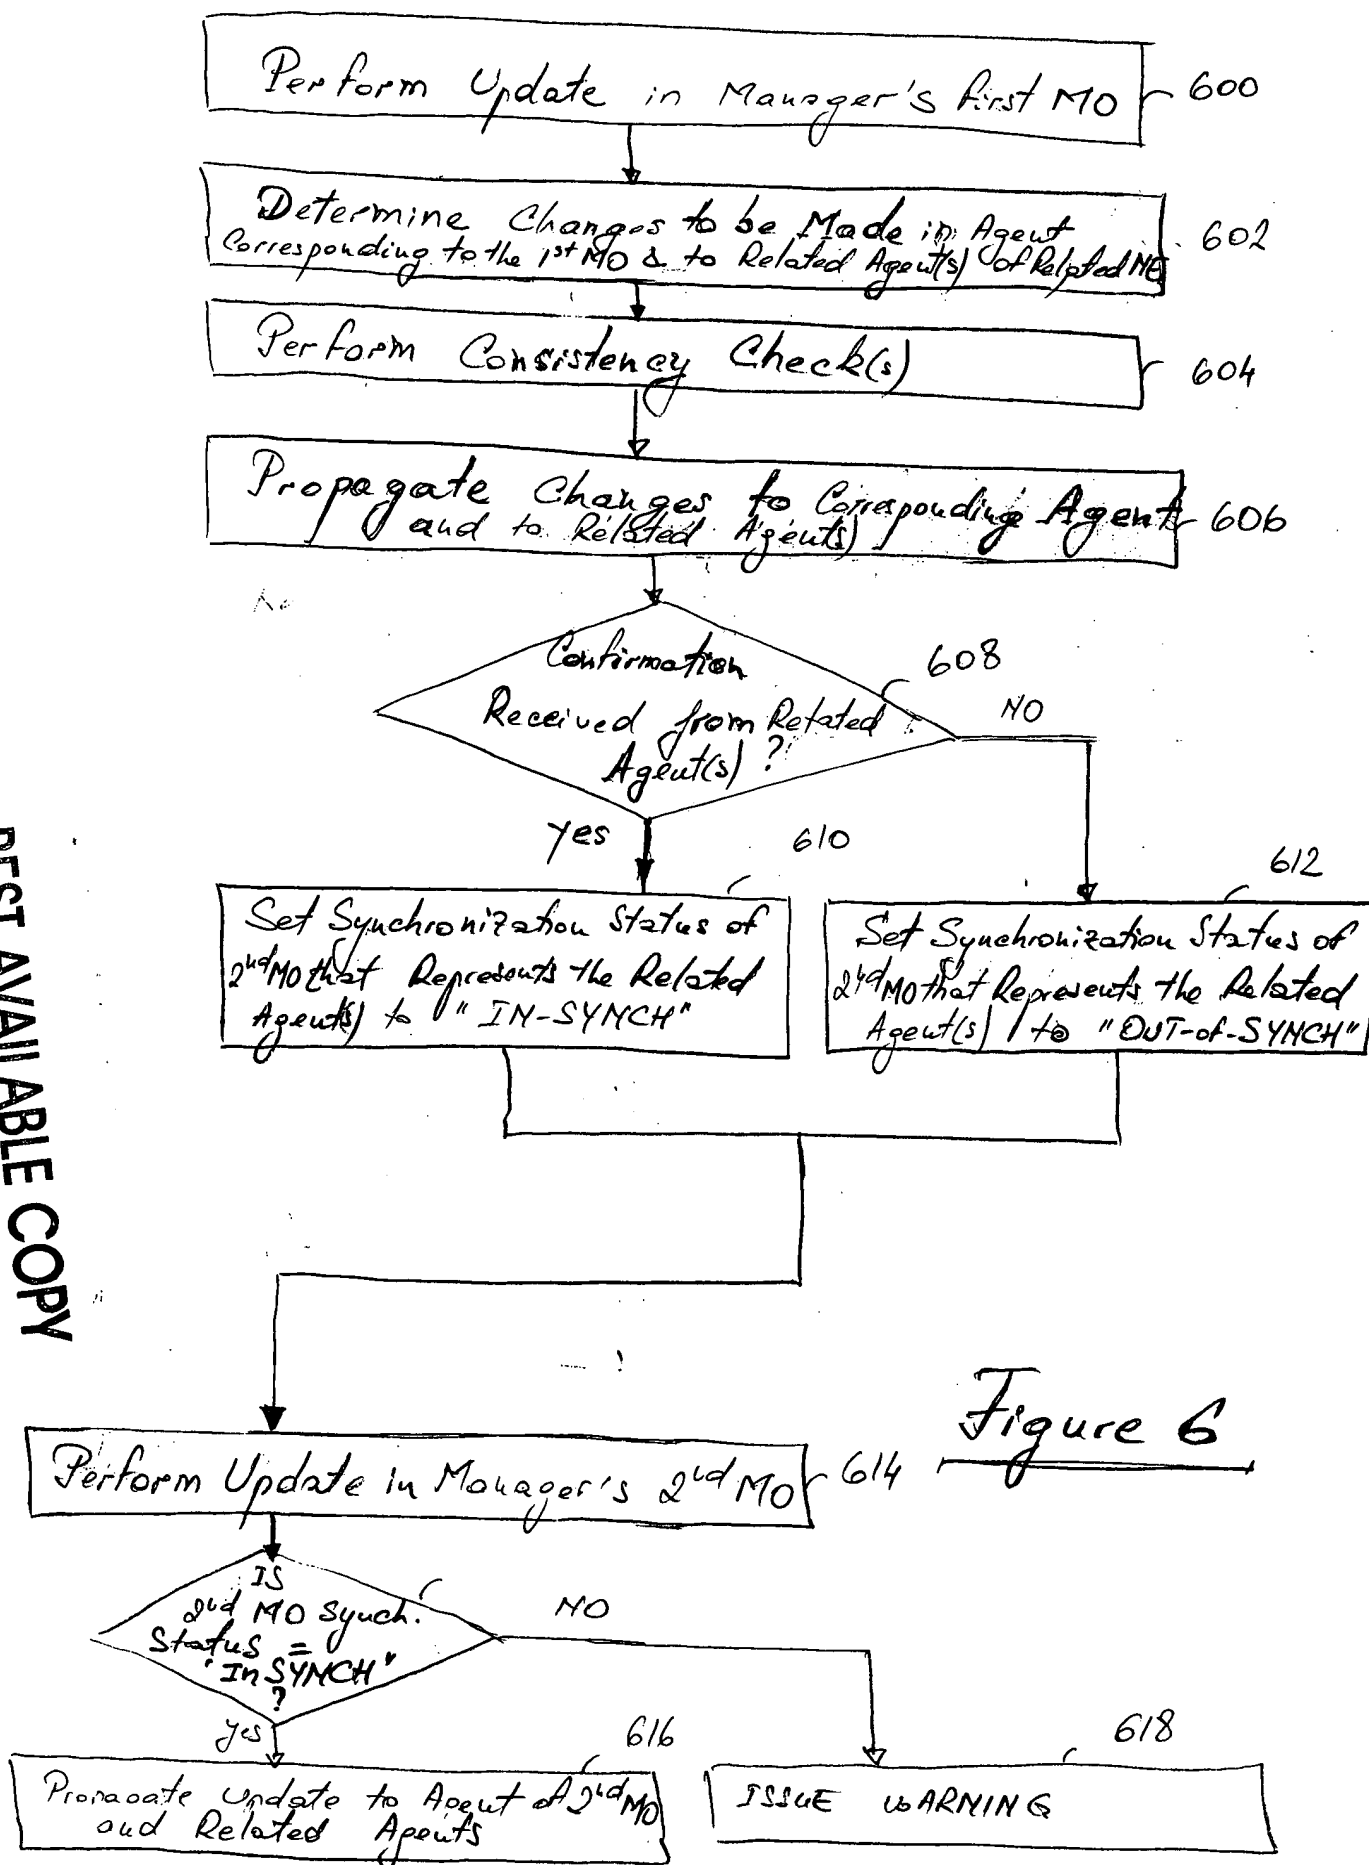 Perform Update in Manager's first MO
600
Determine Changes to be Made in Agent
Corresponding to the 1st MO & to Related Agent(s) of Related NE
602
Perform Consistency Check(s)
604
Propagate Changes to Corresponding Agent
and to Related Agent(s)
606
Confirmation
Received from Related
Agent(s) ?
608
NO
yes
610
612
Set Synchronization Status of
2nd MO that Represents the Related
Agent(s) to "IN-SYNCH"
Set Synchronization Status of
2nd MO that Represents the Related
Agent(s) to "OUT-of-SYNCH"
BEST AVAILABLE COPY
Figure 6
Perform Update in Manager's 2nd MO
614
IS
2nd MO Synch.
Status =
"In SYNCH"
?
NO
yes
616
618
Propagate Update to Agent of 2nd MO
and Related Agents
ISSUE WARNING